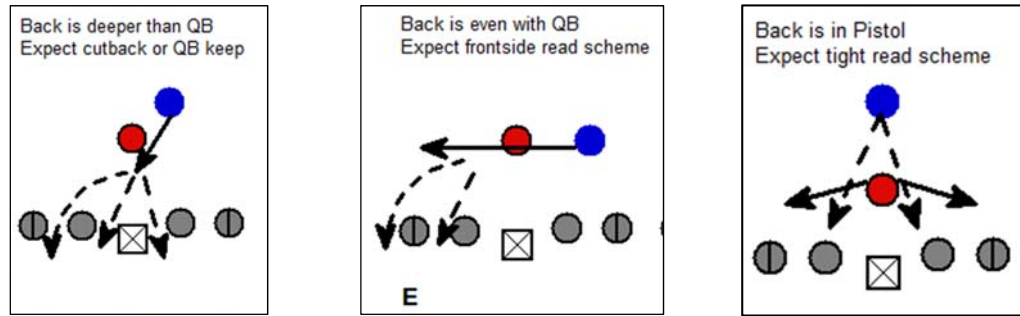 Back is deeper than QB
Expect cutback or QB keep
Back is even with QB
Expect frontside read scheme
E
Back is in Pistol
Expect tight read scheme